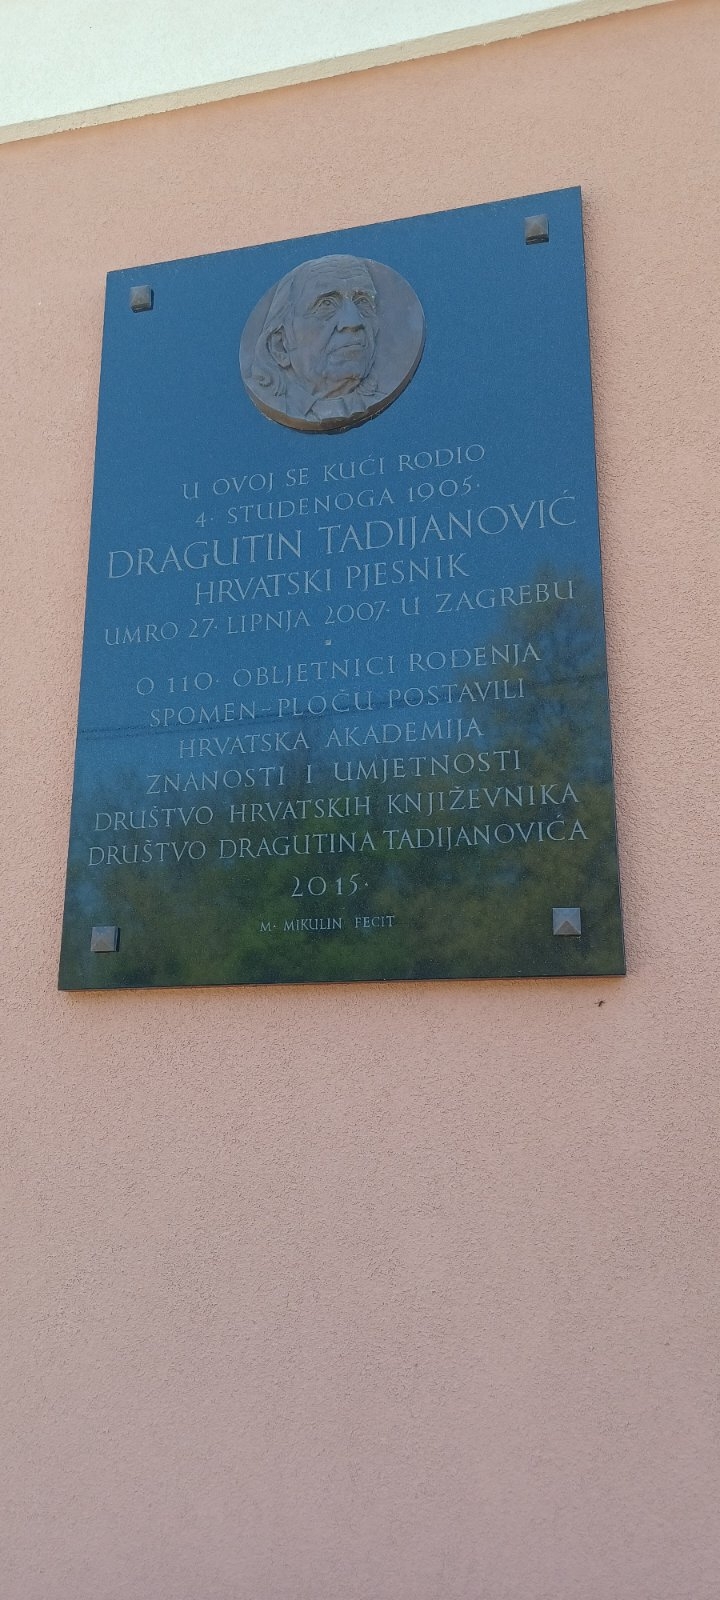 U OVOJ SE KUĆI RODIO
4. STUDENOGA 1905.
DRAGUTIN TADIJANOVIĆ
HRVATSKI PJESNIK
UMRO 27. LIPNJA 2007. U ZAGREBU
O 110. OBLJETNICI ROĐENJA
SPOMEN-PLOČU POSTAVILI
HRVATSKA AKADEMIJA
ZNANOSTI I UMJETNOSTI
DRUŠTVO HRVATSKIH KNJIŽEVNIKA
DRUŠTVO DRAGUTINA TADIJANOVIĆA
2015.
M. MIKULIN FECIT